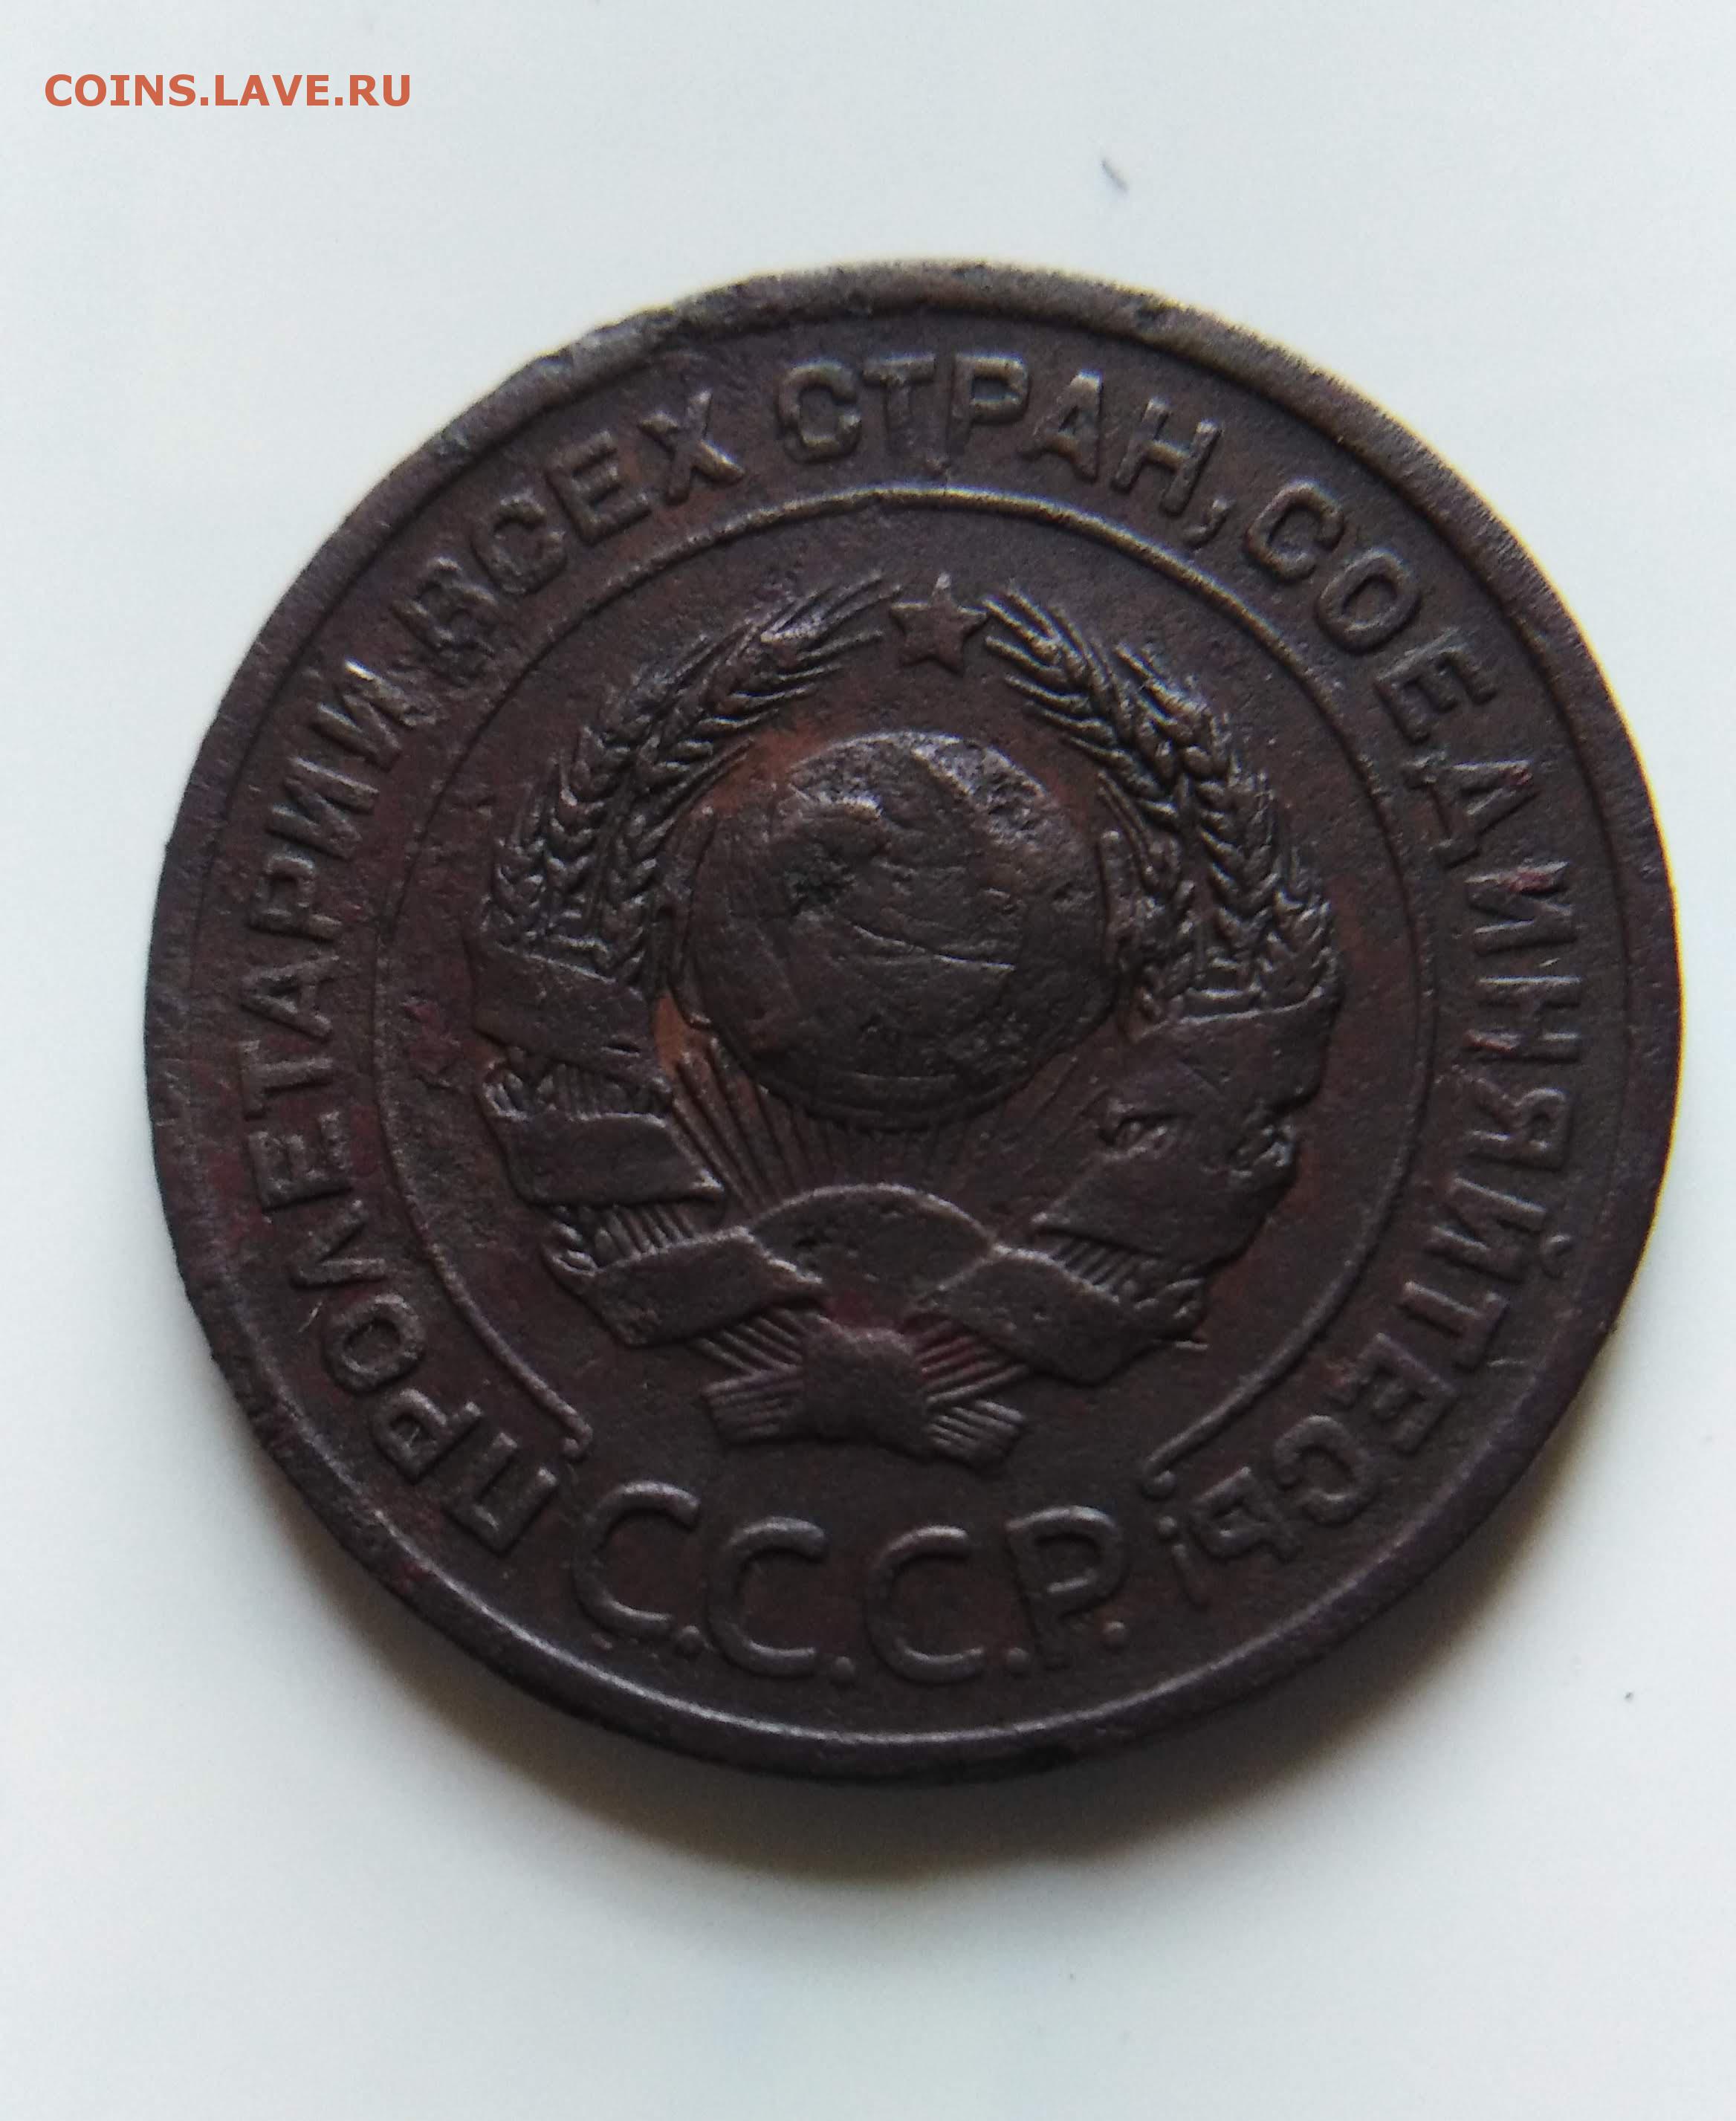 COINS.LAVE.RU
ПРОЛЕТАРИИ ВСЕХ СТРАН, СОЕДИНЯЙТЕСЬ!
С.С.С.Р.